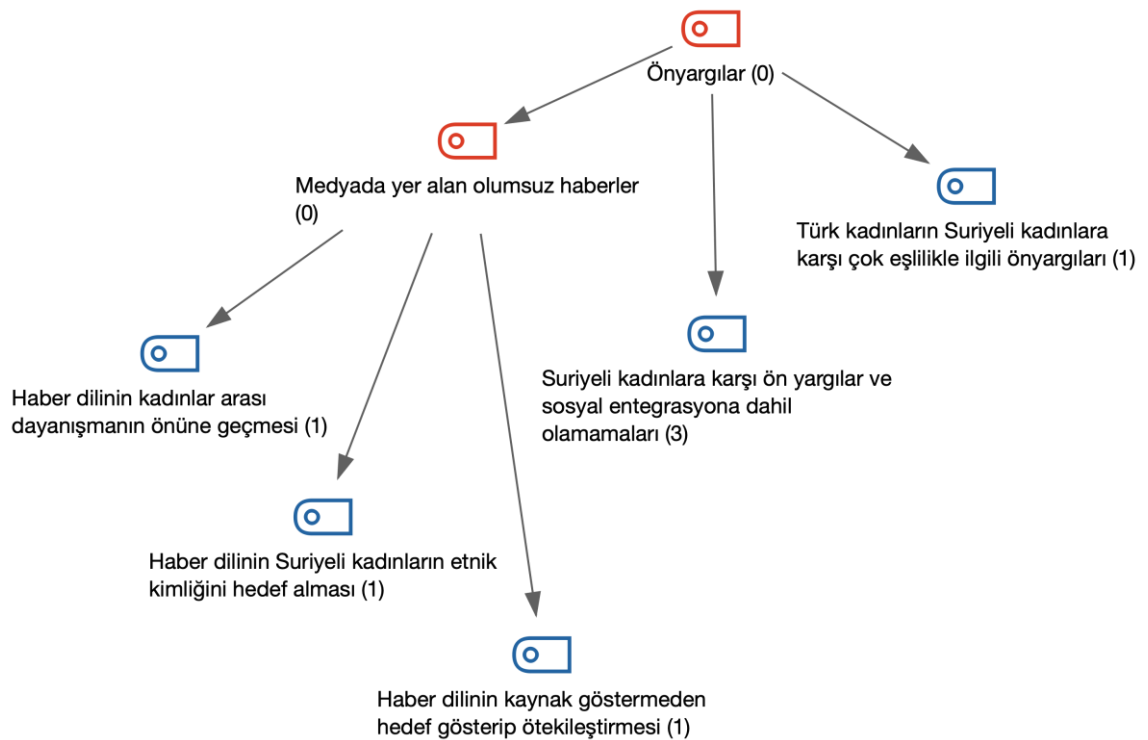 Önyargılar (0)
Medyada yer alan olumsuz haberler
(0)
Türk kadınların Suriyeli kadınlara
karşı çok eşlilikle ilgili önyargıları (1)
Haber dilinin kadınlar arası
dayanışmanın önüne geçmesi (1)
Suriyeli kadınlara karşı ön yargılar ve
sosyal entegrasyona dahil
olamamaları (3)
Haber dilinin Suriyeli kadınların etnik
kimliğini hedef alması (1)
Haber dilinin kaynak göstermeden
hedef gösterip ötekileştirmesi (1)